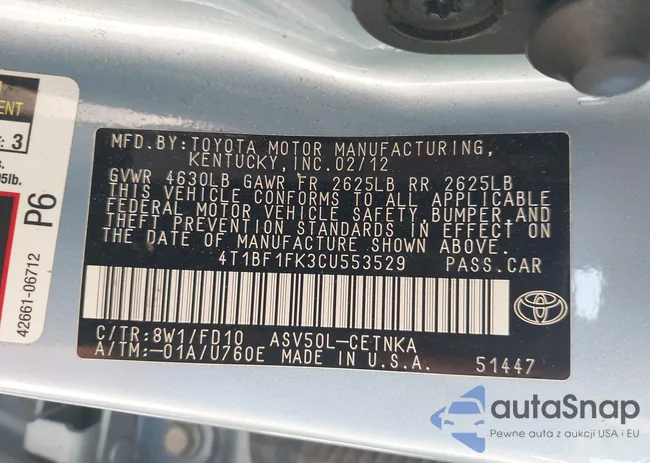 ENT
: 3
s.
5lb.
P6
42661-06712
MFD.BY:TOYOTA MOTOR MANUFACTURING,
KENTUCKY, INC. 02/12
GVWR 4630LB GAWR FR 2625LB RR 2625LB
THIS VEHICLE CONFORMS TO ALL APPLICABLE
FEDERAL MOTOR VEHICLE SAFETY, BUMPER, AND
THEFT PREVENTION STANDARDS IN EFFECT ON
THE DATE OF MANUFACTURE SHOWN ABOVE.
4T1BF1FK3CU553529 PASS.CAR
C/TR:8W1/FD10 ASV50L-CETNKA
A/TM:-01A/U760E MADE IN U.S.A. 51447
autaSnap
Pewne auta z aukcji USA i EU